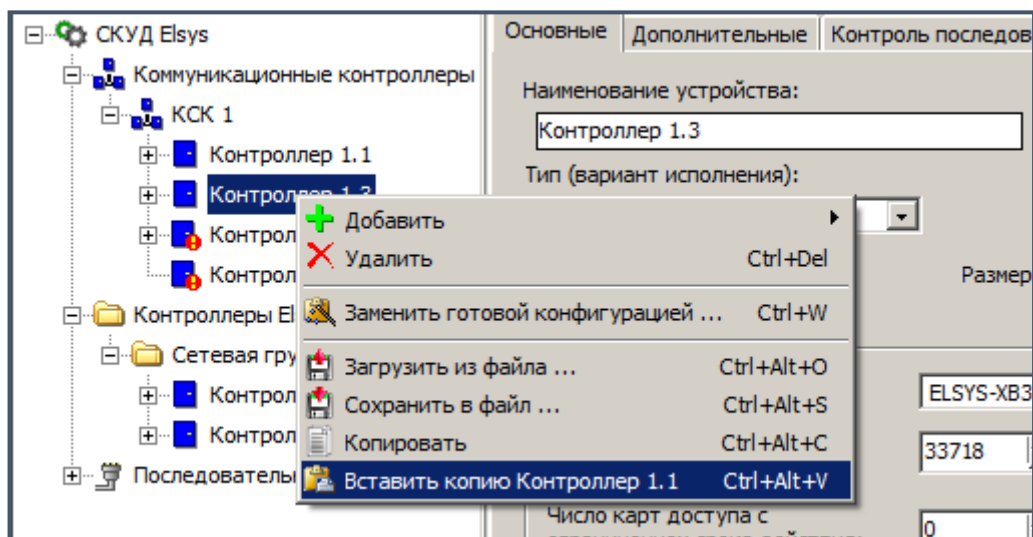 СКУД Elsys
Коммуникационные контроллеры
КСК 1
Контроллер 1.1
Контроллер 1.3
Контрол
Контрол
Контроллеры El
Сетевая гру
Контрол
Контрол
Последователь
Основные Дополнительные Контроль последов
Наименование устройства:
Контроллер 1.3
Тип (вариант исполнения):
Размер
ELSYS-XB3
33718
Число карт доступа с
0
Добавить
Удалить Ctrl+Del
Заменить готовой конфигурацией ... Ctrl+W
Загрузить из файла ... Ctrl+Alt+O
Сохранить в файл ... Ctrl+Alt+S
Копировать Ctrl+Alt+C
Вставить копию Контроллер 1.1 Ctrl+Alt+V